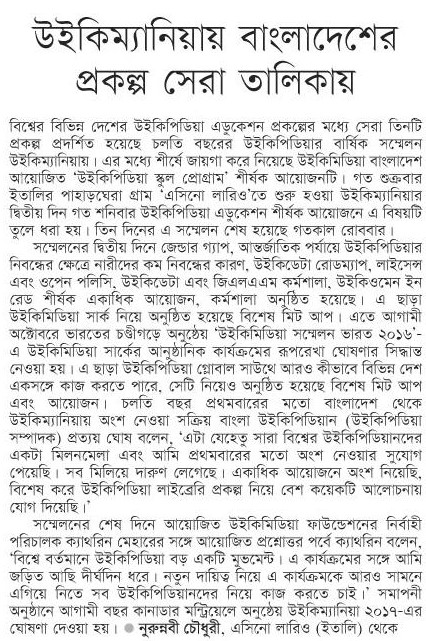 উইকিম্যানিয়ায় বাংলাদেশের
প্রকল্প সেরা তালিকায়
বিশ্বের বিভিন্ন দেশের উইকিপিডিয়া এডুকেশন প্রকল্পের মধ্যে সেরা তিনটি
প্রকল্প প্রদর্শিত হয়েছে চলতি বছরের উইকিপিডিয়ার বার্ষিক সম্মেলন
উইকিম্যানিয়ায়। এর মধ্যে শীর্ষে জায়গা করে নিয়েছে উইকিমিডিয়া বাংলাদেশ
আয়োজিত 'উইকিপিডিয়া স্কুল প্রোগ্রাম' শীর্ষক আয়োজনটি। গত শুক্রবার
ইতালির পাহাড়ঘেরা গ্রাম 'এসিনো লারিও'তে শুরু হওয়া উইকিম্যানিয়ার
দ্বিতীয় দিন গত শনিবার উইকিপিডিয়া এডুকেশন শীর্ষক আয়োজনে এ বিষয়টি
তুলে ধরা হয়। তিন দিনের এ সম্মেলন শেষ হয়েছে গতকাল রোববার।
সম্মেলনের দ্বিতীয় দিনে জেন্ডার গ্যাপ, আন্তর্জাতিক পর্যায়ে উইকিপিডিয়ার
নিবন্ধের ক্ষেত্রে নারীদের কম নিবন্ধের কারণ, উইকিডেটা রোডম্যাপ, লাইসেন্স
এবং ওপেন পলিসি, উইকিডেটা এবং জিএলএএম কর্মশালা, উইকিওমেন ইন
রেড শীর্ষক একাধিক আয়োজন, কর্মশালা অনুষ্ঠিত হয়েছে। এ ছাড়া
উইকিমিডিয়া সার্ক নিয়ে অনুষ্ঠিত হয়েছে বিশেষ মিট আপ। এতে আগামী
অক্টোবরে ভারতের চণ্ডীগড়ে অনুষ্ঠেয় 'উইকিমিডিয়া সম্মেলন ভারত ২০১৬'-
এ উইকিমিডিয়া সার্কের আনুষ্ঠানিক কার্যক্রমের রূপরেখা ঘোষণার সিদ্ধান্ত
নেওয়া হয়। এ ছাড়া উইকিপিডিয়া গ্লোবাল সাউথে আরও কীভাবে বিভিন্ন দেশ
একসঙ্গে কাজ করতে পারে, সেটি নিয়েও অনুষ্ঠিত হয়েছে বিশেষ মিট আপ
এবং আয়োজন। চলতি বছর প্রথমবারের মতো বাংলাদেশ থেকে
উইকিম্যানিয়ায় অংশ নেওয়া সক্রিয় বাংলা উইকিপিডিয়ান (উইকিপিডিয়া
সম্পাদক) প্রত্যয় ঘোষ বলেন, 'এটা যেহেতু সারা বিশ্বের উইকিপিডিয়ানদের
একটা মিলনমেলা এবং আমি প্রথমবারের মতো অংশ নেওয়ার সুযোগ
পেয়েছি। সব মিলিয়ে দারুণ লেগেছে। একাধিক আয়োজনে অংশ নিয়েছি,
বিশেষ করে উইকিপিডিয়া লাইব্রেরি প্রকল্প নিয়ে বেশ কয়েকটি আলোচনায়
যোগ দিয়েছি।'
সম্মেলনের শেষ দিনে আয়োজিত উইকিমিডিয়া ফাউন্ডেশনের নির্বাহী
পরিচালক ক্যাথরিন মেহারের সঙ্গে আয়োজিত প্রশ্নোত্তর পর্বে ক্যাথরিন বলেন,
'বিশ্বে বর্তমানে উইকিপিডিয়া বড় একটি মুভমেন্ট। এ কার্যক্রমের সঙ্গে আমি
জড়িত আছি দীর্ঘদিন ধরে। নতুন দায়িত্ব নিয়ে এ কার্যক্রমকে আরও সামনে
এগিয়ে নিতে সব উইকিপিডিয়ানদের নিয়ে কাজ করতে চাই।' সমাপনী
অনুষ্ঠানে আগামী বছর কানাডার মন্ট্রিয়েলে অনুষ্ঠেয় উইকিম্যানিয়া ২০১৭-এর
ঘোষণা দেওয়া হয়। ● নুরুন্নবী চৌধুরী, এসিনো লারিও (ইতালি) থেকে